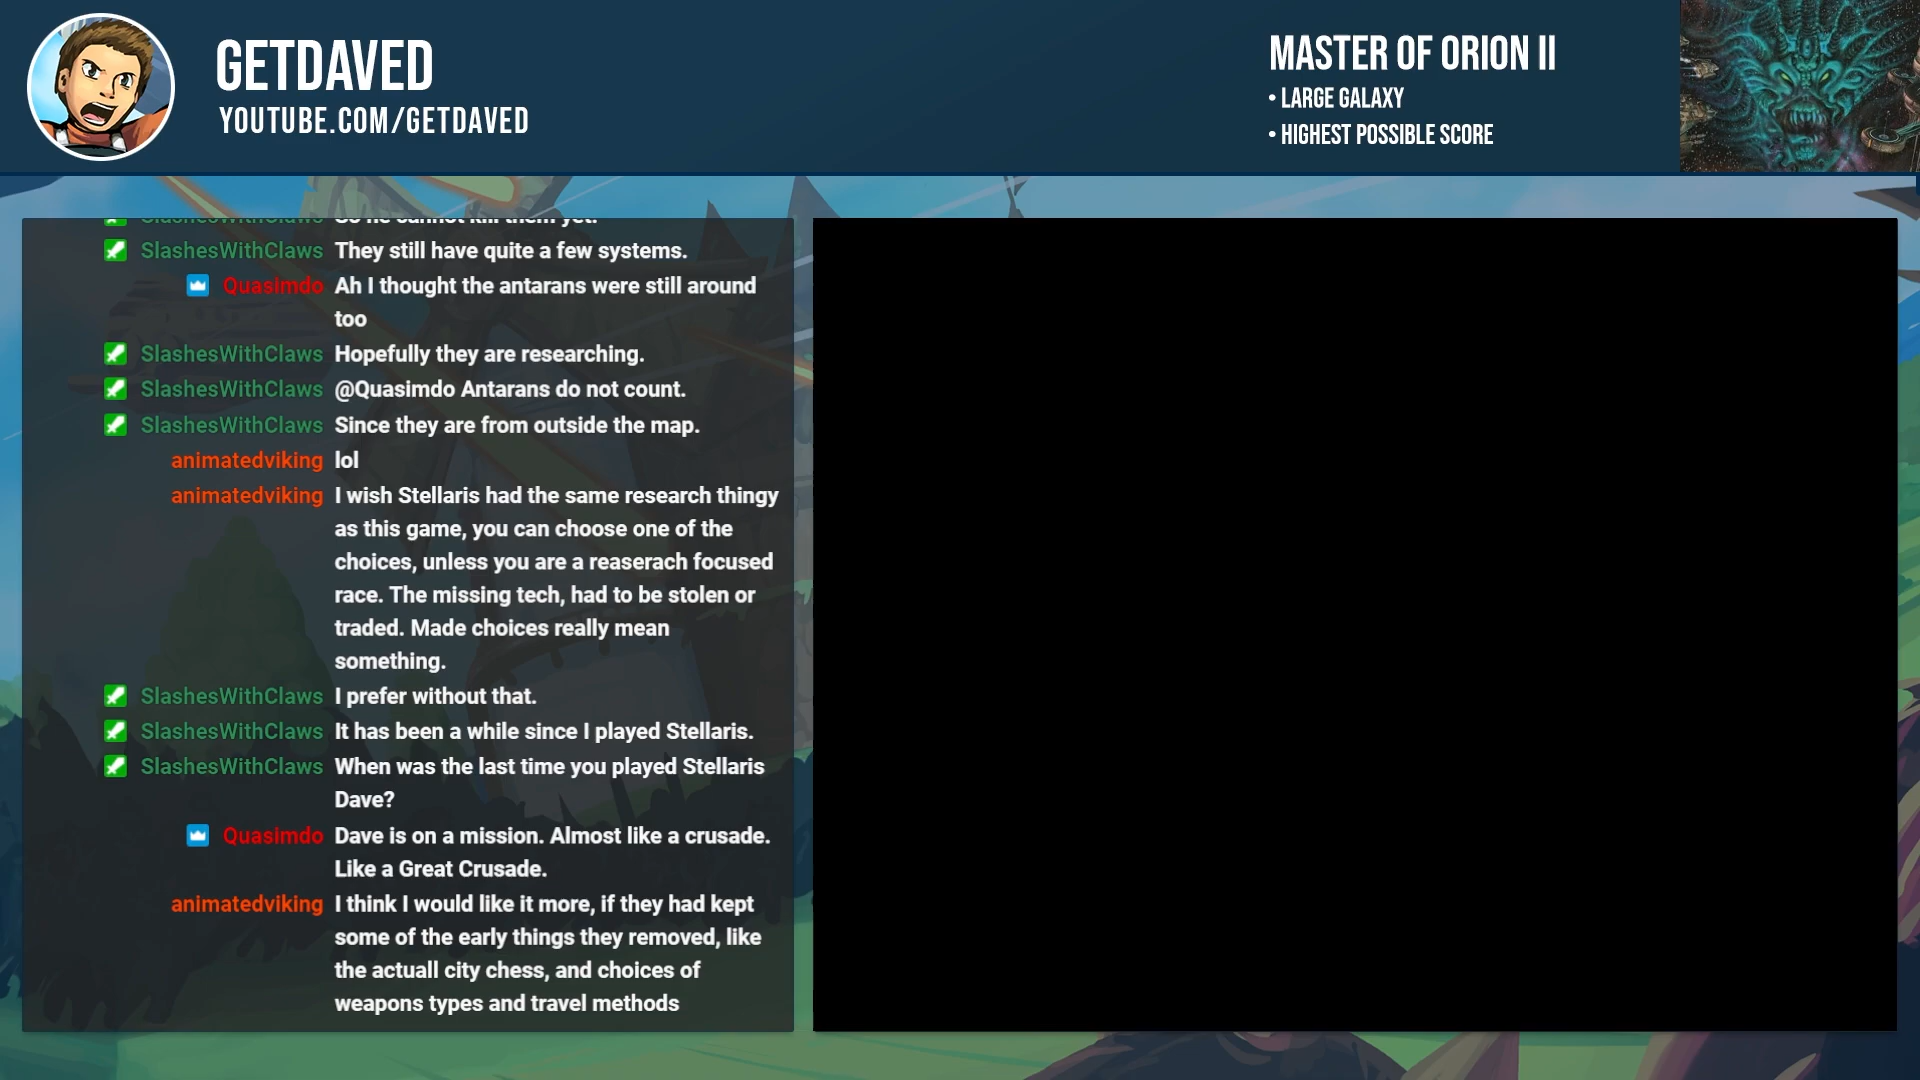 GETDAVED
YOUTUBE.COM/GETDAVED
MASTER OF ORION II
• LARGE GALAXY
• HIGHEST POSSIBLE SCORE
SlashesWithClaws So he cannot kill them yet.
SlashesWithClaws They still have quite a few systems.
Quasimdo Ah I thought the antarans were still around
too
SlashesWithClaws Hopefully they are researching.
SlashesWithClaws @Quasimdo Antarans do not count.
SlashesWithClaws Since they are from outside the map.
animatedviking lol
animatedviking I wish Stellaris had the same research thingy
as this game, you can choose one of the
choices, unless you are a reaserach focused
race. The missing tech, had to be stolen or
traded. Made choices really mean
something.
SlashesWithClaws I prefer without that.
SlashesWithClaws It has been a while since I played Stellaris.
SlashesWithClaws When was the last time you played Stellaris
Dave?
Quasimdo Dave is on a mission. Almost like a crusade.
Like a Great Crusade.
animatedviking I think I would like it more, if they had kept
some of the early things they removed, like
the actuall city chess, and choices of
weapons types and travel methods